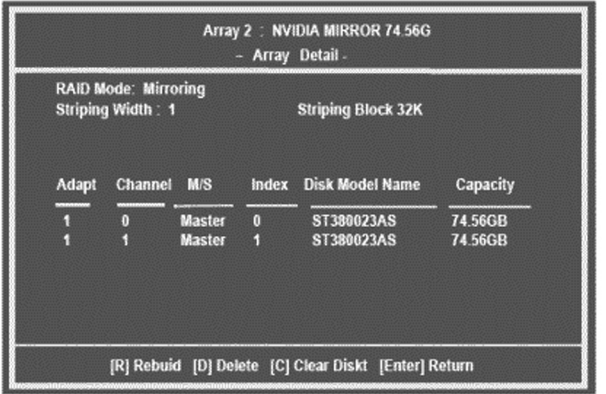 Array 2 : NVIDIA MIRROR 74.56G
- Array Detail -
RAID Mode: Mirroring
Striping Width : 1 Striping Block 32K
Adapt Channel M/S Index Disk Model Name Capacity
1 0 Master 0 ST380023AS 74.56GB
1 1 Master 1 ST380023AS 74.56GB
[R] Rebuid [D] Delete [C] Clear Diskt [Enter] Return